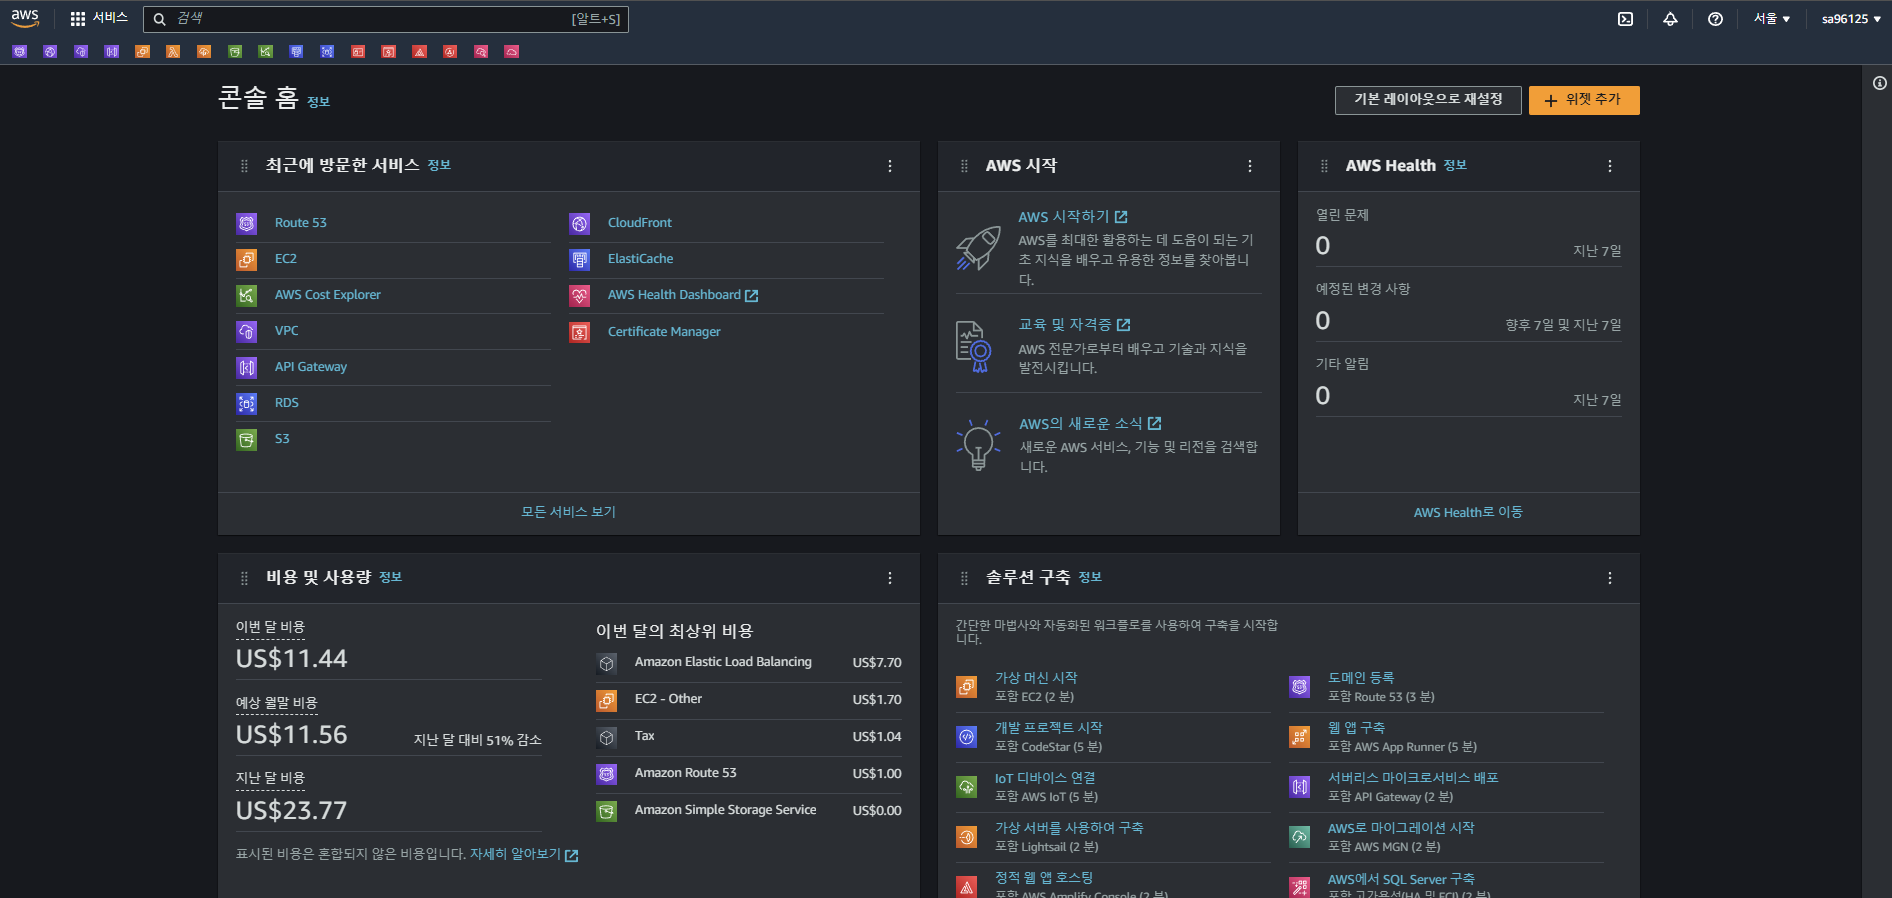 aws
서비스
검색
[알트+S]
서울 ▼
sa96125 ▼
콘솔 홈 정보
기본 레이아웃으로 재설정
위젯 추가
최근에 방문한 서비스 정보
Route 53
EC2
AWS Cost Explorer
VPC
API Gateway
RDS
S3
CloudFront
ElastiCache
AWS Health Dashboard
Certificate Manager
모든 서비스 보기
AWS 시작
AWS 시작하기
AWS를 최대한 활용하는 데 도움이 되는 기
초 지식을 배우고 유용한 정보를 찾아봅니
다.
교육 및 자격증
AWS 전문가로부터 배우고 기술과 지식을
발전시킵니다.
AWS의 새로운 소식
새로운 AWS 서비스, 기능 및 리전을 검색합
니다.
AWS Health 정보
열린 문제
0
지난 7일
예정된 변경 사항
0
향후 7일 및 지난 7일
기타 알림
0
지난 7일
AWS Health로 이동
비용 및 사용량 정보
이번 달 비용
US$11.44
예상 월말 비용
US$11.56
지난 달 대비 51% 감소
지난 달 비용
US$23.77
표시된 비용은 혼합되지 않은 비용입니다. 자세히 알아보기
이번 달의 최상위 비용
Amazon Elastic Load Balancing US$7.70
EC2 - Other US$1.70
Tax US$1.04
Amazon Route 53 US$1.00
Amazon Simple Storage Service US$0.00
솔루션 구축 정보
간단한 마법사와 자동화된 워크플로를 사용하여 구축을 시작합
니다.
가상 머신 시작
포함 EC2 (2 분)
개발 프로젝트 시작
포함 CodeStar (5 분)
IoT 디바이스 연결
포함 AWS IoT (5 분)
가상 서버를 사용하여 구축
포함 Lightsail (2 분)
정적 웹 앱 호스팅
포함 AWS Amplify Console (2 분)
도메인 등록
포함 Route 53 (3 분)
웹 앱 구축
포함 AWS App Runner (5 분)
서버리스 마이크로서비스 배포
포함 API Gateway (2 분)
AWS로 마이그레이션 시작
포함 AWS MGN (2 분)
AWS에서 SQL Server 구축
포함 고가용성(HA 및 FCI) (2 분)